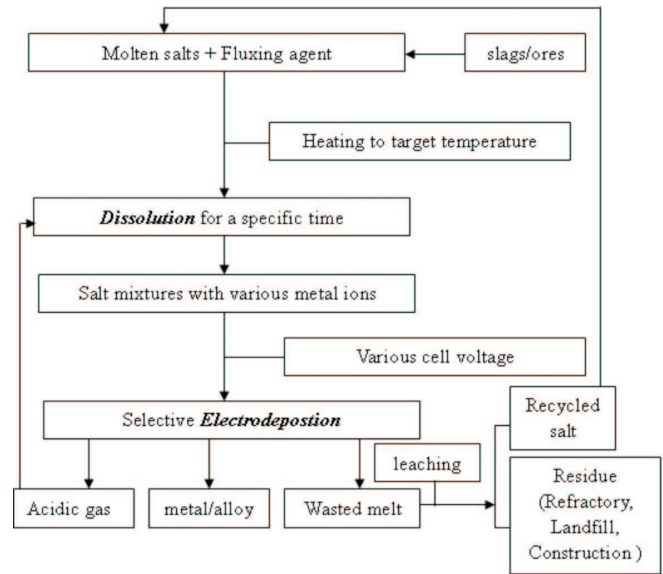 Molten salts + Fluxing agent
slags/ores
Heating to target temperature
Dissolution for a specific time
Salt mixtures with various metal ions
Various cell voltage
Selective Electrodepostion
leaching
Recycled
salt
Acidic gas
metal/alloy
Wasted melt
Residue
(Refractory,
Landfill,
Construction )